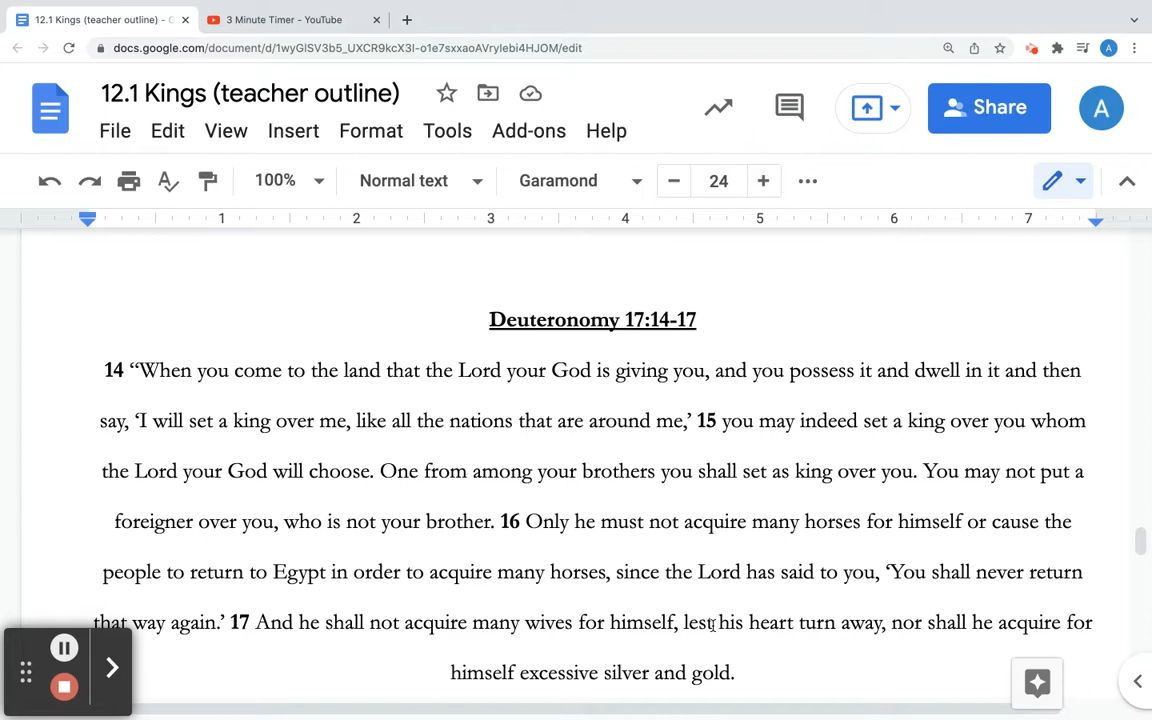 12.1 Kings (teacher outline) - G
3 Minute Timer - YouTube
docs.google.com/document/d/1wyGlSV3b5_UXCR9kcX3I-o1e7sxxaoAVryIebi4HJOM/edit
A
12.1 Kings (teacher outline)
Share
A
File Edit View Insert Format Tools Add-ons Help
100% Normal text Garamond 24
1 2 3 4 5 6 7
Deuteronomy 17:14-17
14 “When you come to the land that the Lord your God is giving you, and you possess it and dwell in it and then
say, ‘I will set a king over me, like all the nations that are around me,’ 15 you may indeed set a king over you whom
the Lord your God will choose. One from among your brothers you shall set as king over you. You may not put a
foreigner over you, who is not your brother. 16 Only he must not acquire many horses for himself or cause the
people to return to Egypt in order to acquire many horses, since the Lord has said to you, ‘You shall never return
that way again.’ 17 And he shall not acquire many wives for himself, lest his heart turn away, nor shall he acquire for
himself excessive silver and gold.